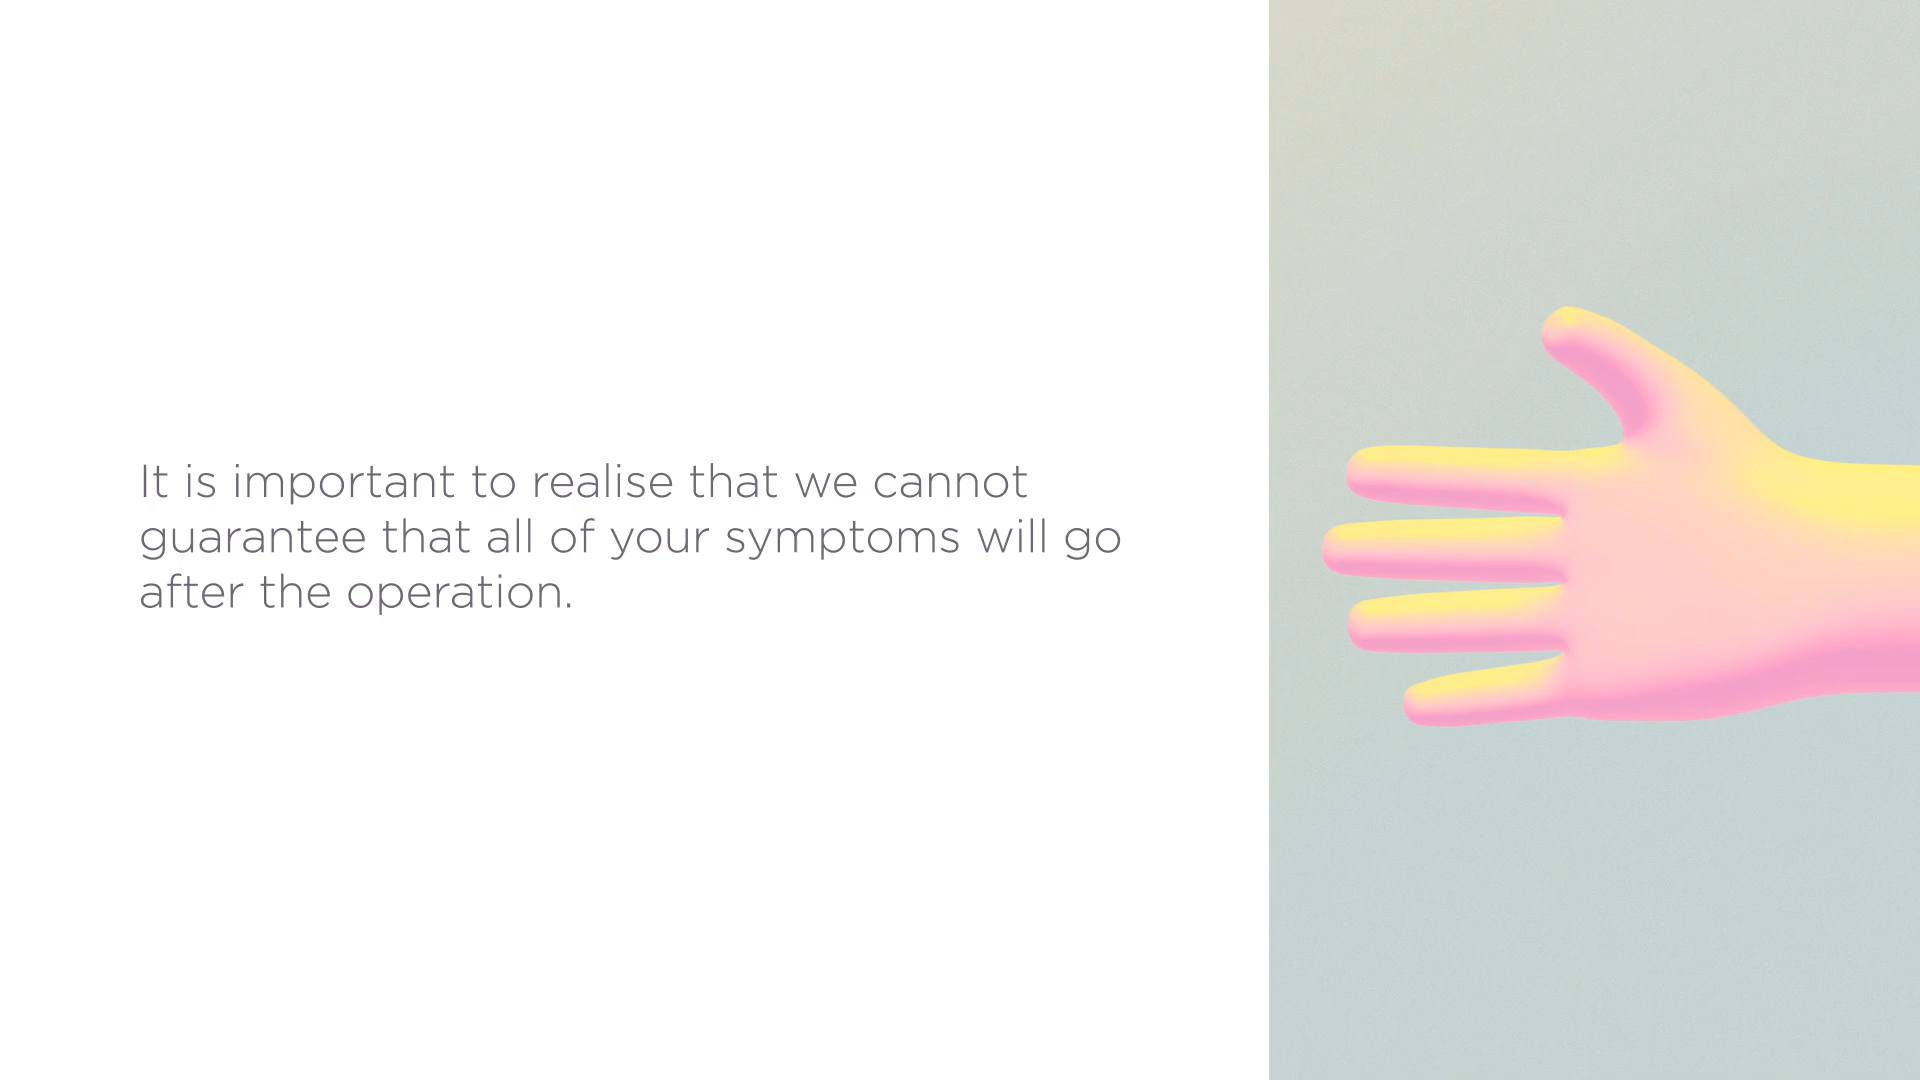 It is important to realise that we cannot
guarantee that all of your symptoms will go
after the operation.